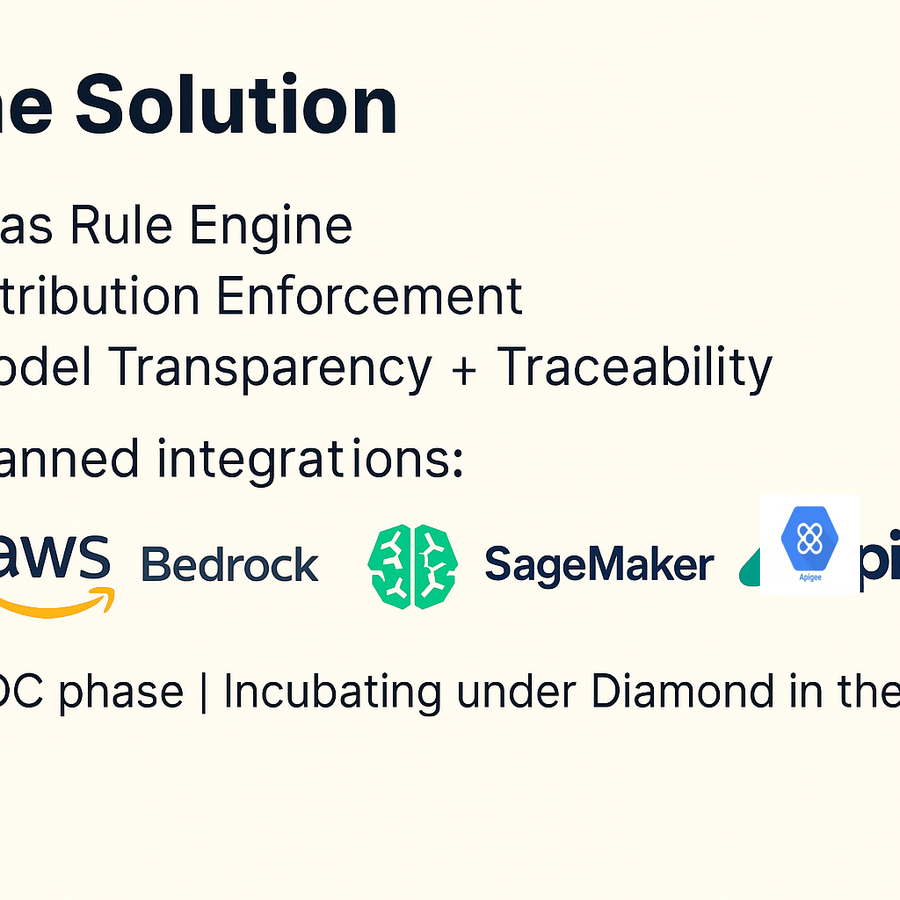 ne Solution
as Rule Engine
tribution Enforcement
odel Transparency + Traceability
anned integrations:
aws Bedrock SageMaker Apigee pi
OC phase | Incubating under Diamond in the